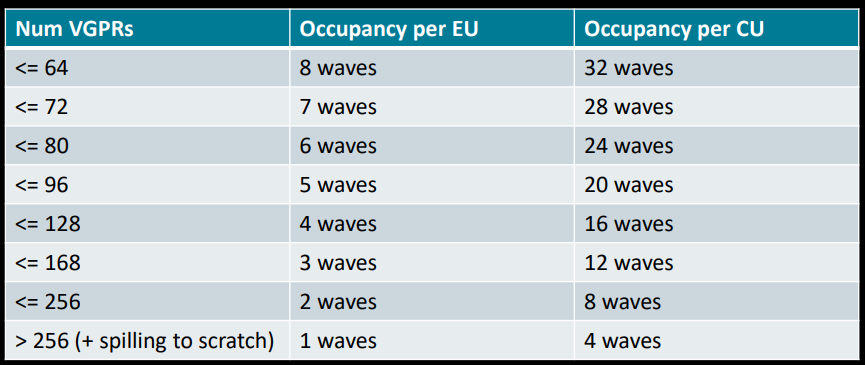 Num VGPRs Occupancy per EU Occupancy per CU
<= 64 8 waves 32 waves
<= 72 7 waves 28 waves
<= 80 6 waves 24 waves
<= 96 5 waves 20 waves
<= 128 4 waves 16 waves
<= 168 3 waves 12 waves
<= 256 2 waves 8 waves
> 256 (+ spilling to scratch) 1 waves 4 waves